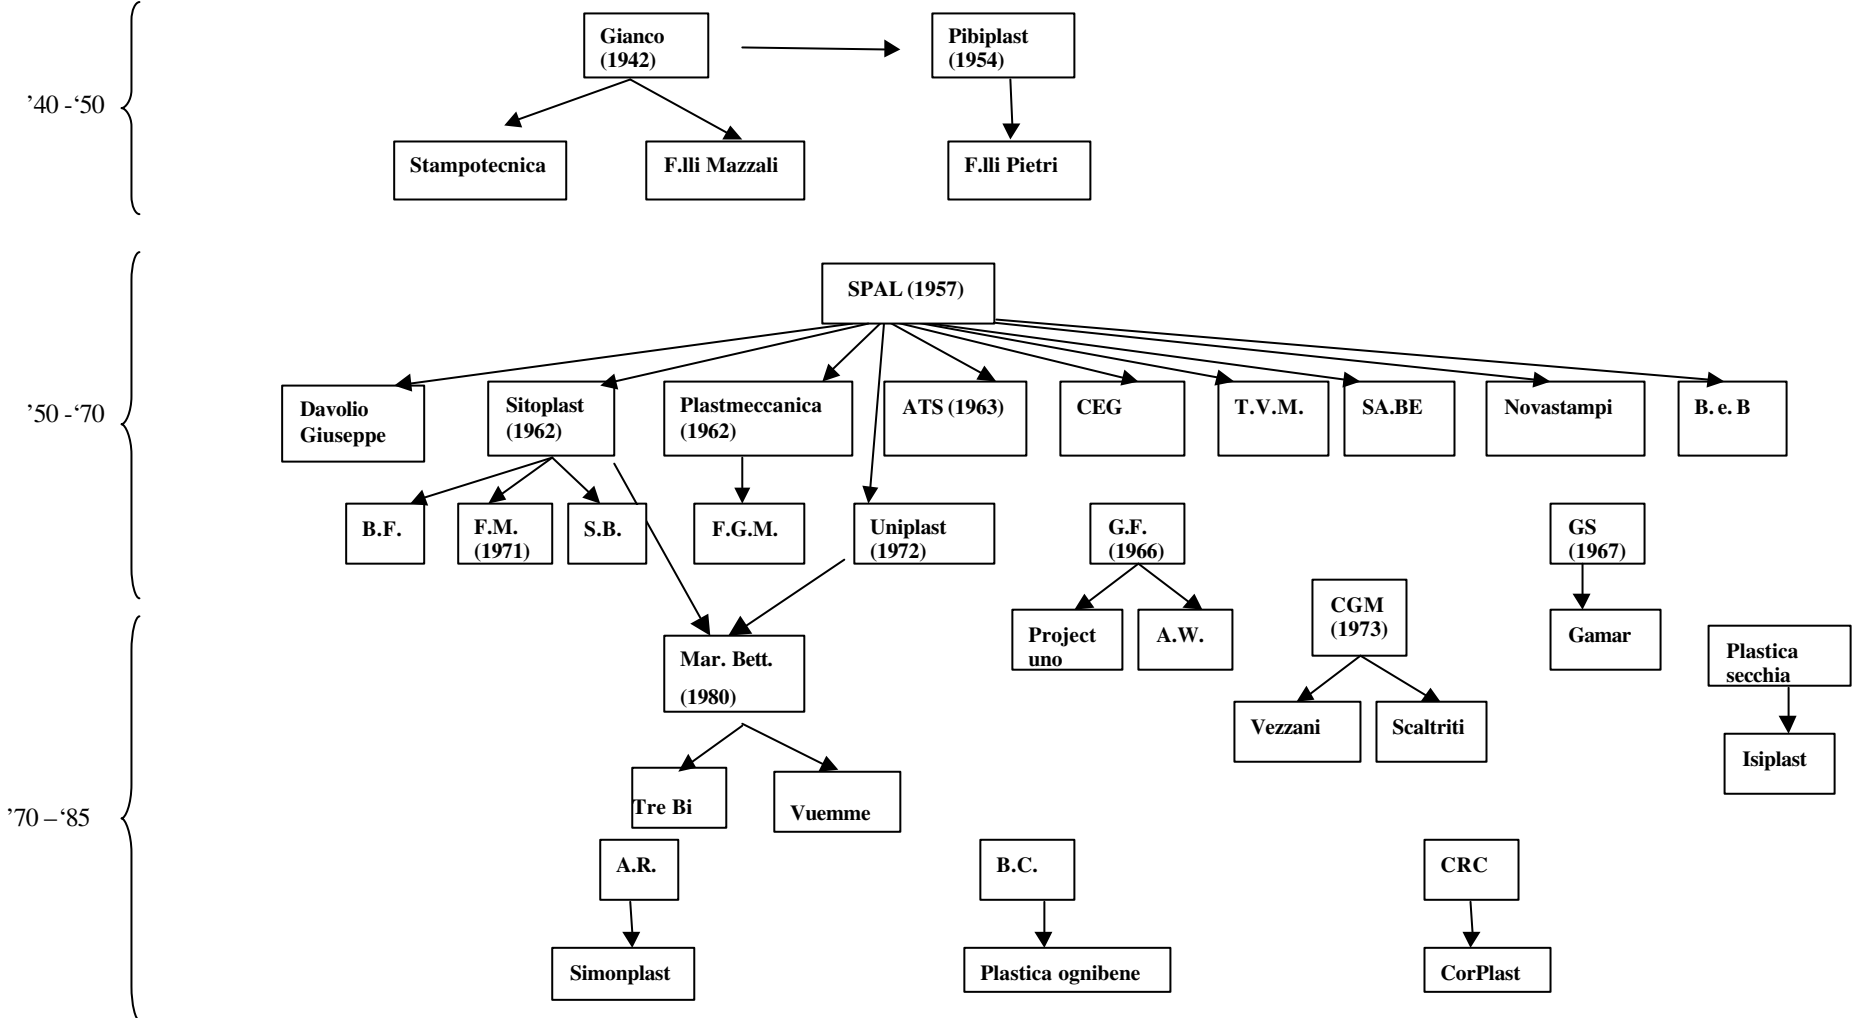 Gianco
(1942)
Pibiplast
(1954)
’40 -‘50
Stampotecnica
F.lli Mazzali
F.lli Pietri
SPAL (1957)
’50 -‘70
Davolio
Giuseppe
Sitoplast
(1962)
Plastmeccanica
(1962)
ATS (1963)
CEG
T.V.M.
SA.BE
Novastampi
B. e. B
B.F.
F.M.
(1971)
S.B.
F.G.M.
Uniplast
(1972)
G.F.
(1966)
GS
(1967)
Project
uno
A.W.
CGM
(1973)
Gamar
Mar. Bett.
(1980)
Plastica
secchia
Vezzani
Scaltriti
Isiplast
’70 –‘85
Tre Bi
Vuemme
A.R.
B.C.
CRC
Simonplast
Plastica ognibene
CorPlast